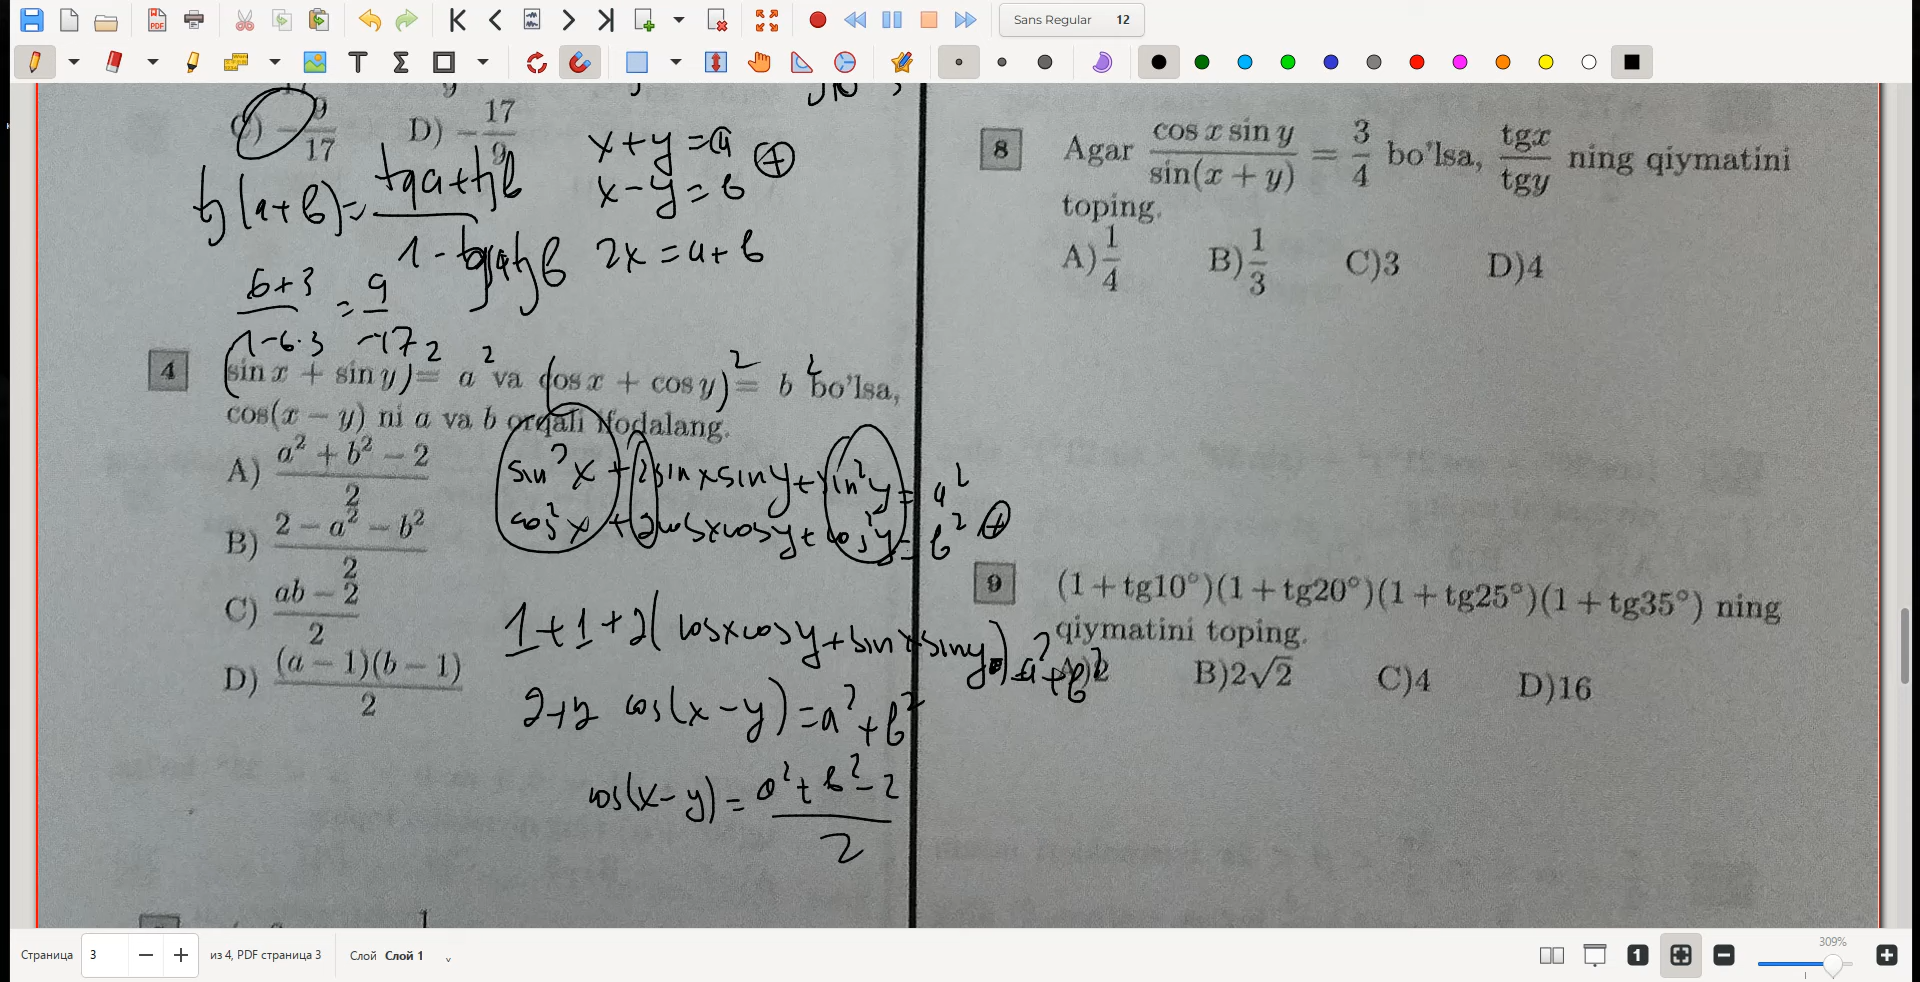 Sans Regular 12
C) -9/17 D) -17/9
x+y=a
x-y=b
2x=a+b
tg(a+b)=(tga+tgb)/(1-tgatgb)
(6+3)/(1-6·3) = 9/-17
4 (sin x + sin y)²= a² va (cos x + cos y)²= b² bo'lsa,
cos(x − y) ni a va b orqali ifodalang.
A) (a² + b² − 2)/2
B) (2 − a² − b²)/2
C) (ab − 2)/2
D) (a − 1)(b − 1)/2
sin²x+2sinxsiny+sin²y=a²
cos²x+2cosxcosy+cos²y=b²
1+1+2(cosxcosy+sinxsiny)=a²+b²
2+2 cos(x-y)=a²+b²
cos(x-y)=(a²+b²-2)/2
8 Agar (cos x sin y)/(sin(x + y)) = 3/4 bo'lsa, tgx/tgy ning qiymatini
toping.
A) 1/4 B) 1/3 C)3 D)4
9 (1 + tg10°)(1 + tg20°)(1 + tg25°)(1 + tg35°) ning
qiymatini toping.
A)2 B)2√2 C)4 D)16
Страница 3 из 4, PDF страница 3 Слой Слой 1
309%